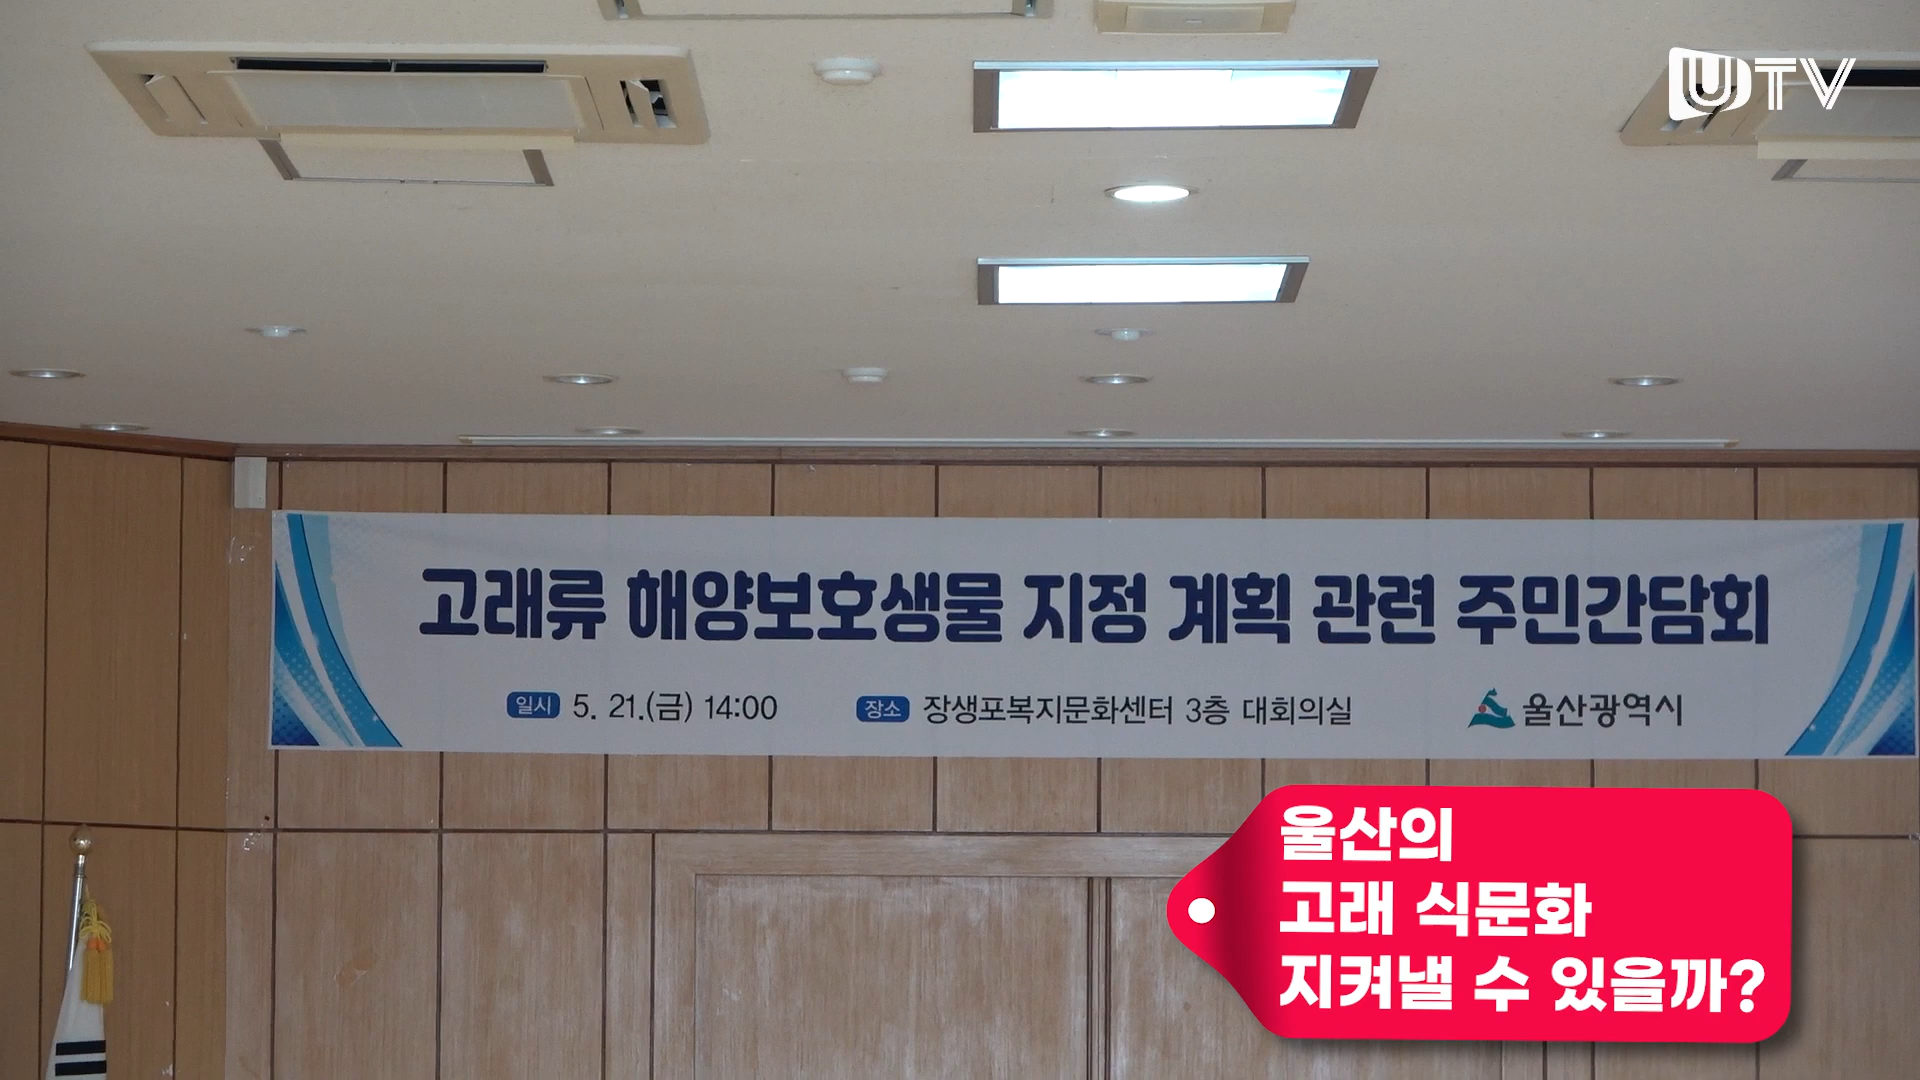 UTV
고래류 해양보호생물 지정 계획 관련 주민간담회
일시 5. 21.(금) 14:00 장소 장생포복지문화센터 3층 대회의실 울산광역시
울산의
고래 식문화
지켜낼 수 있을까?